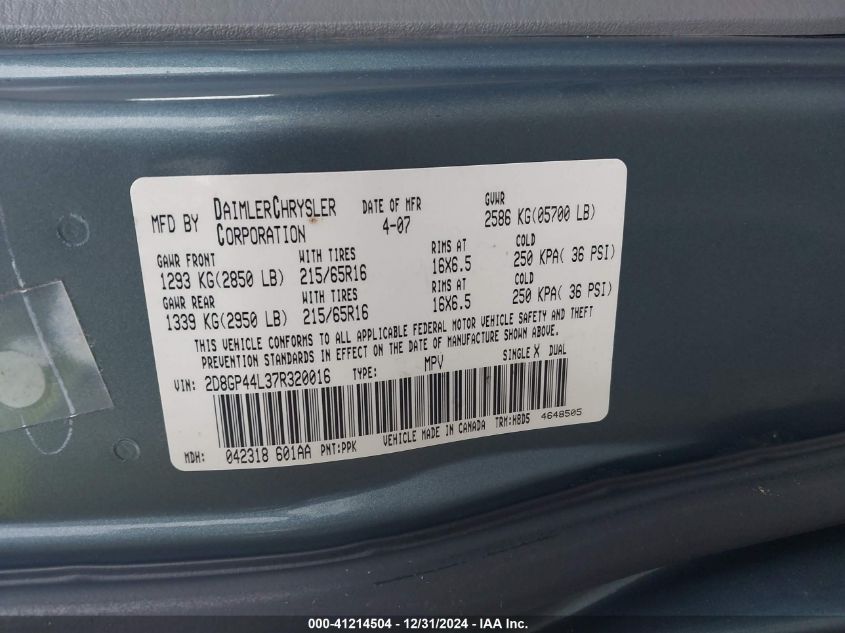 MFD BY DAIMLERCHRYSLER CORPORATION DATE OF MFR 4-07 GVWR 2586 KG(05700 LB)
GAWR FRONT WITH TIRES RIMS AT COLD
1293 KG(2850 LB) 215/65R16 16X6.5 250 KPA( 36 PSI)
GAWR REAR WITH TIRES RIMS AT COLD
1339 KG(2950 LB) 215/65R16 16X6.5 250 KPA( 36 PSI)
THIS VEHICLE CONFORMS TO ALL APPLICABLE FEDERAL MOTOR VEHICLE SAFETY AND THEFT
PREVENTION STANDARDS IN EFFECT ON THE DATE OF MANUFACTURE SHOWN ABOVE.
VIN: 2D8GP44L37R320016 TYPE: MPV SINGLE X DUAL
MDH: 042318 601AA PNT:PPK VEHICLE MADE IN CANADA TRM:H8D5 4648505
000-41214504 - 12/31/2024 - IAA Inc.